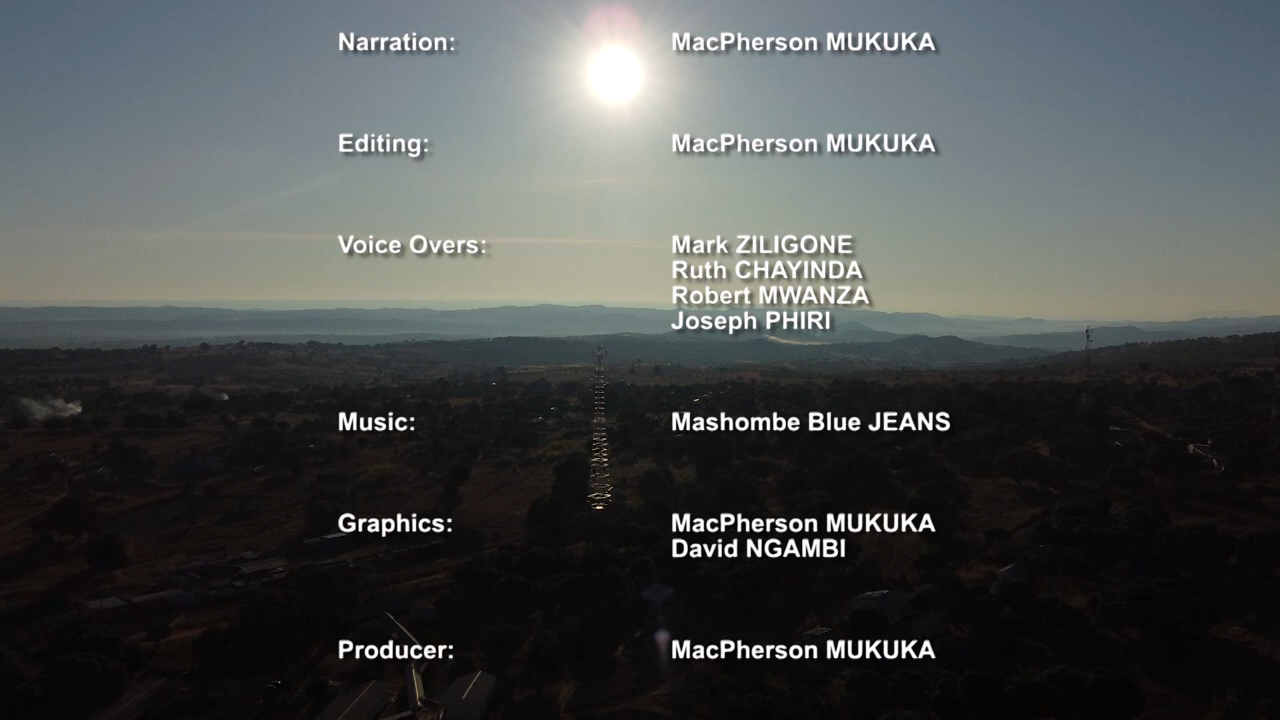 Narration: MacPherson MUKUKA
Editing: MacPherson MUKUKA
Voice Overs: Mark ZILIGONE
Ruth CHAYINDA
Robert MWANZA
Joseph PHIRI
Music: Mashombe Blue JEANS
Graphics: MacPherson MUKUKA
David NGAMBI
Producer: MacPherson MUKUKA